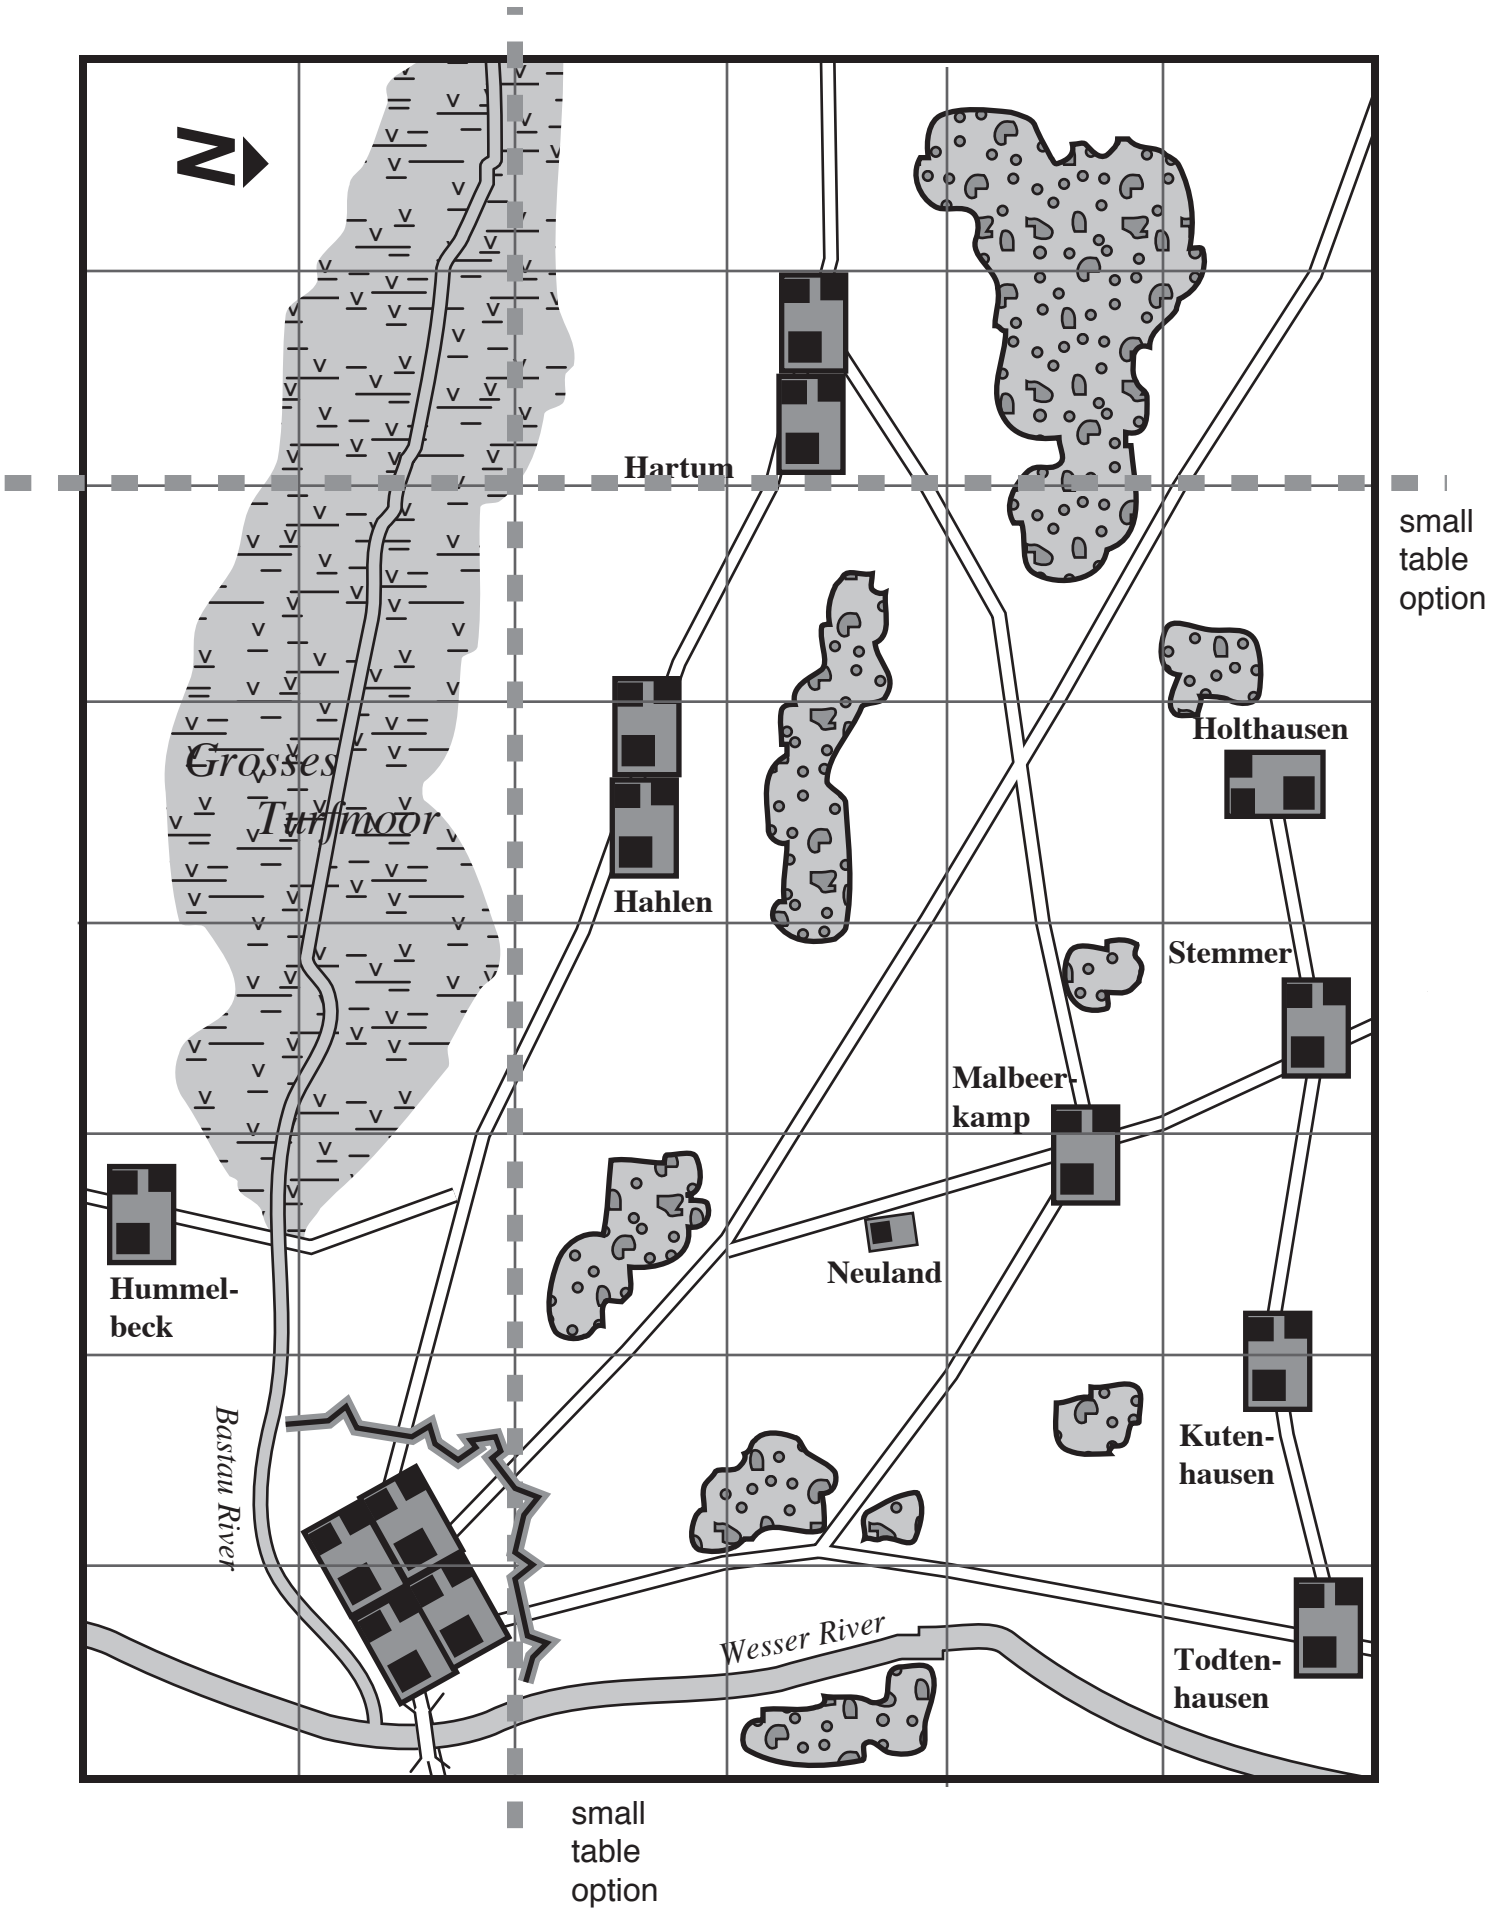 N
Hartum
small
table
option
Holthausen
Grosses
Turfmoor
Hahlen
Stemmer
Malbeer-
kamp
Neuland
Hummel-
beck
Bastau River
Kuten-
hausen
Wesser River
Todten-
hausen
small
table
option